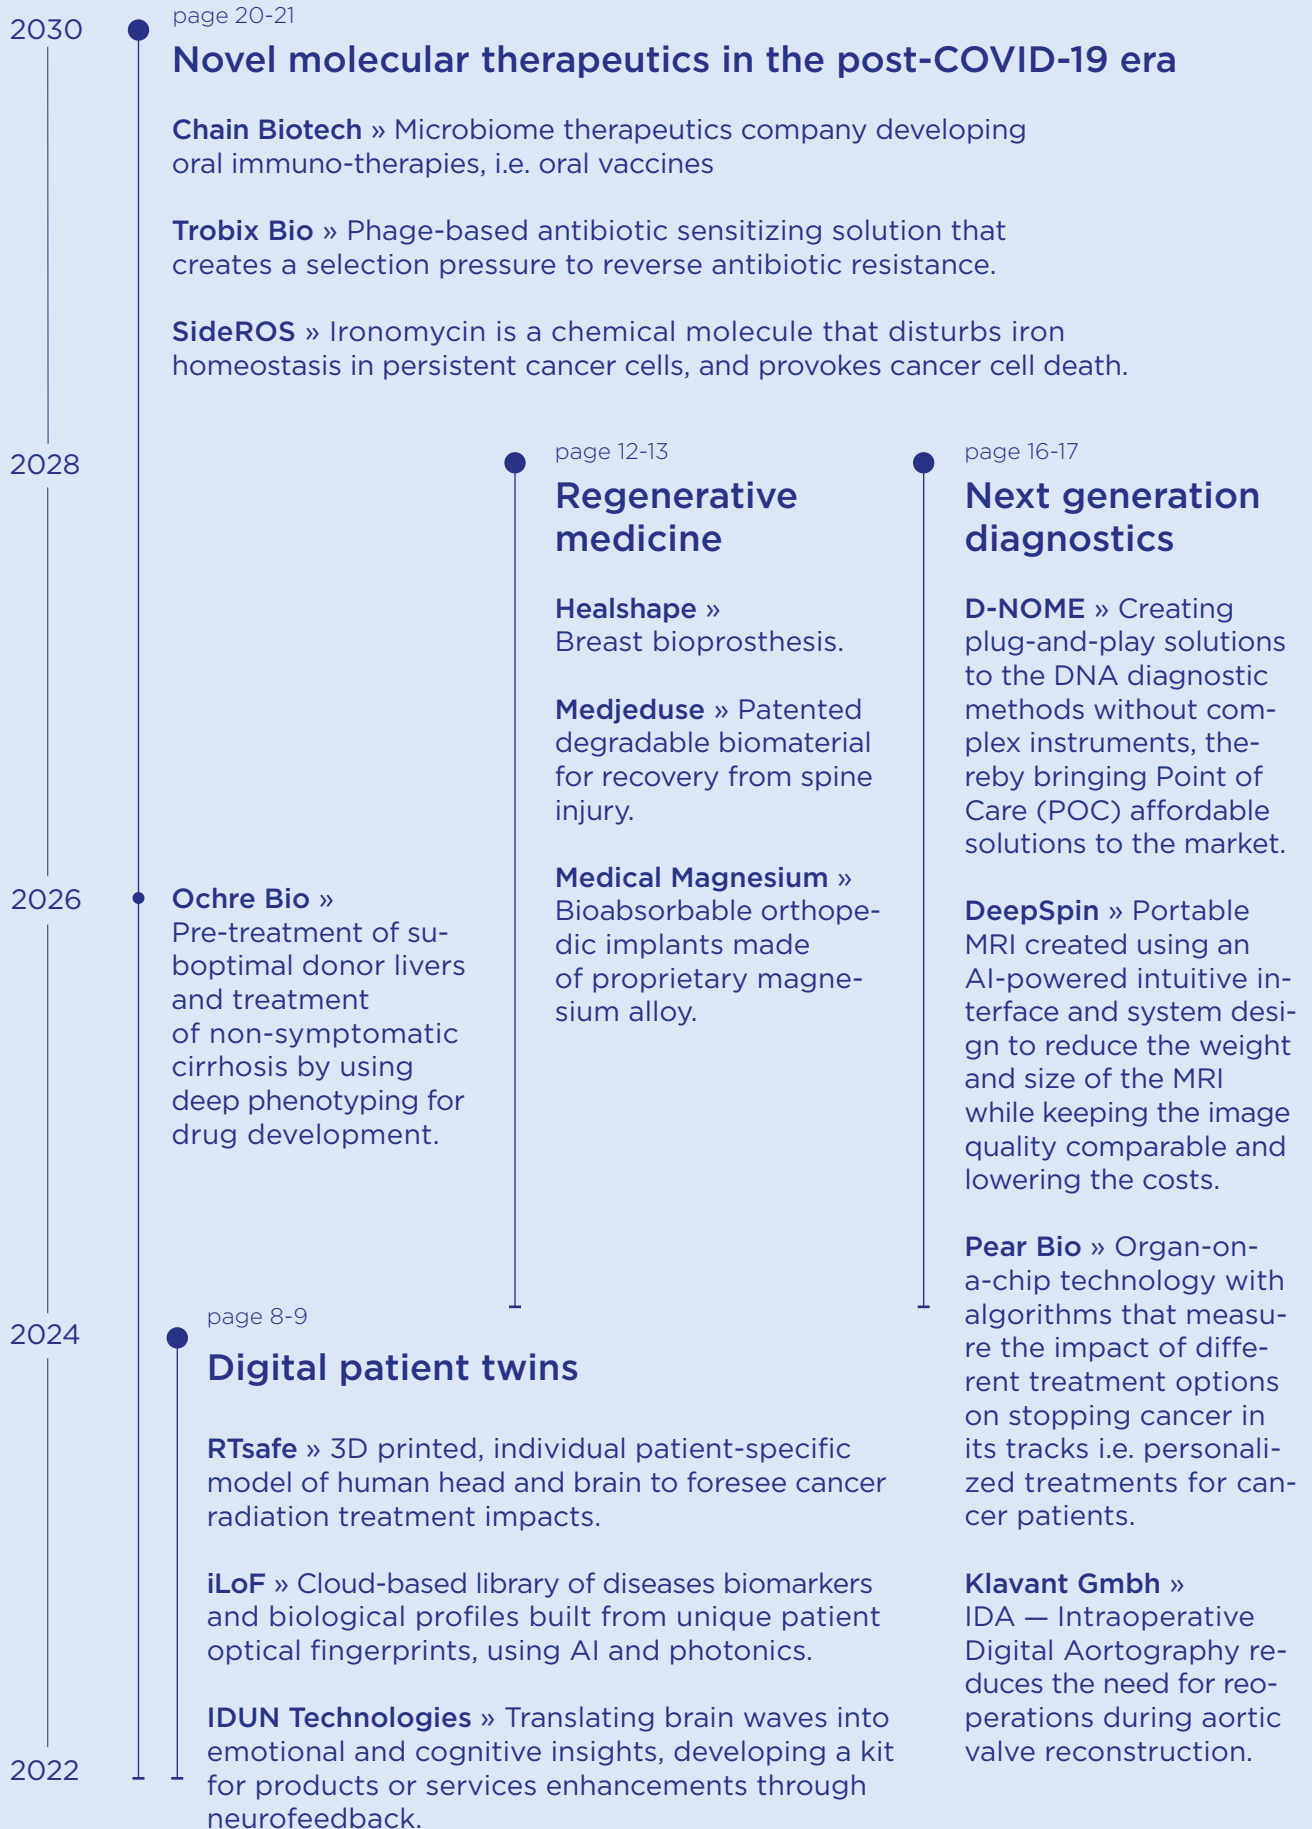 2030
page 20-21
Novel molecular therapeutics in the post-COVID-19 era
Chain Biotech » Microbiome therapeutics company developing
oral immuno-therapies, i.e. oral vaccines
Trobix Bio » Phage-based antibiotic sensitizing solution that
creates a selection pressure to reverse antibiotic resistance.
SideROS » Ironomycin is a chemical molecule that disturbs iron
homeostasis in persistent cancer cells, and provokes cancer cell death.
2028
page 12-13
Regenerative
medicine
Healshape »
Breast bioprosthesis.
Medjeduse » Patented
degradable biomaterial
for recovery from spine
injury.
Medical Magnesium »
Bioabsorbable orthope-
dic implants made
of proprietary magne-
sium alloy.
page 16-17
Next generation
diagnostics
D-NOME » Creating
plug-and-play solutions
to the DNA diagnostic
methods without com-
plex instruments, the-
reby bringing Point of
Care (POC) affordable
solutions to the market.
DeepSpin » Portable
MRI created using an
AI-powered intuitive in-
terface and system desi-
gn to reduce the weight
and size of the MRI
while keeping the image
quality comparable and
lowering the costs.
Pear Bio » Organ-on-
a-chip technology with
algorithms that measu-
re the impact of diffe-
rent treatment options
on stopping cancer in
its tracks i.e. personali-
zed treatments for can-
cer patients.
Klavant Gmbh »
IDA — Intraoperative
Digital Aortography re-
duces the need for reo-
perations during aortic
valve reconstruction.
2026
Ochre Bio »
Pre-treatment of su-
boptimal donor livers
and treatment
of non-symptomatic
cirrhosis by using
deep phenotyping for
drug development.
2024
page 8-9
Digital patient twins
RTsafe » 3D printed, individual patient-specific
model of human head and brain to foresee cancer
radiation treatment impacts.
iLoF » Cloud-based library of diseases biomarkers
and biological profiles built from unique patient
optical fingerprints, using AI and photonics.
IDUN Technologies » Translating brain waves into
emotional and cognitive insights, developing a kit
for products or services enhancements through
neurofeedback.
2022